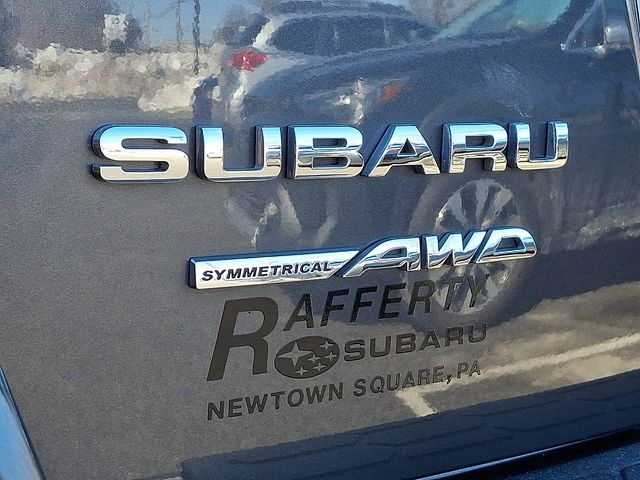 SUBARU
SYMMETRICAL AWD
RAFFERTY
SUBARU
NEWTOWN SQUARE, PA